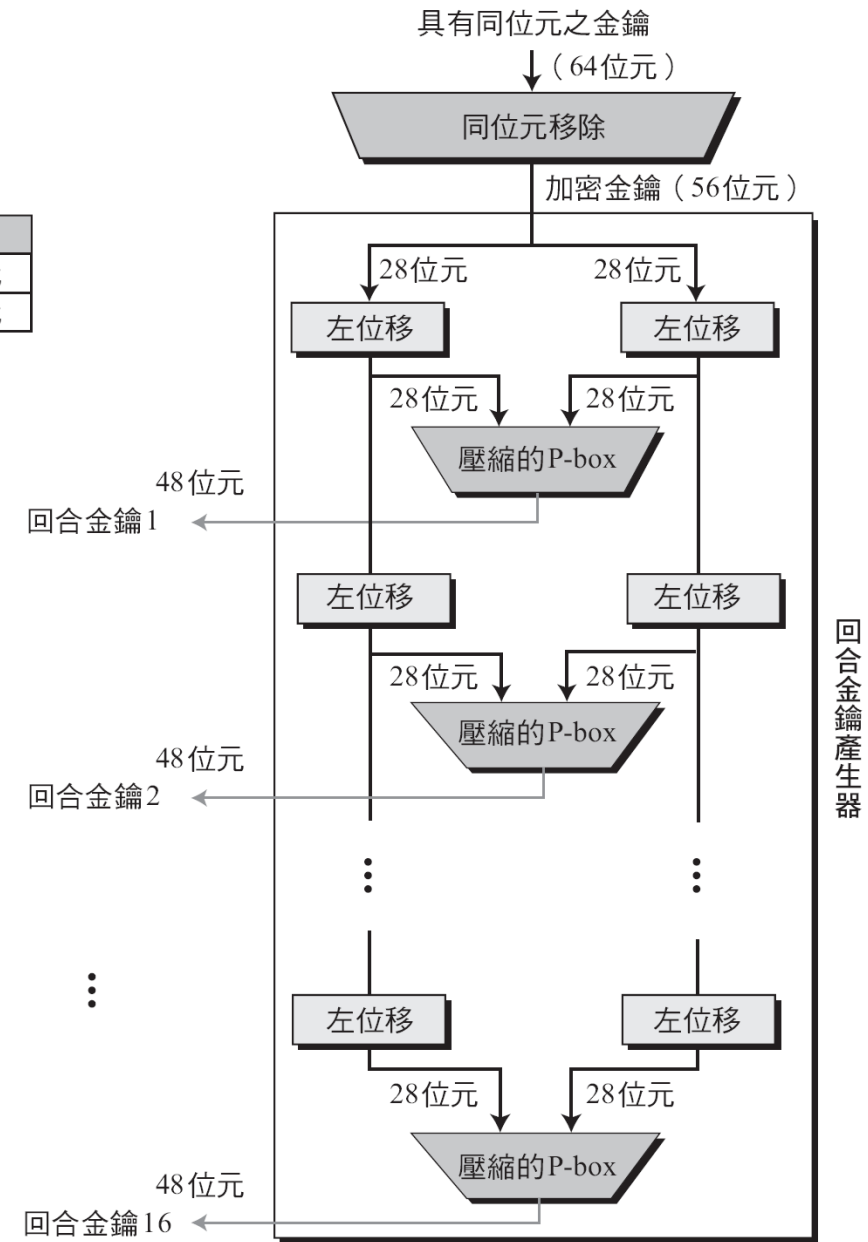 具有同位元之金鑰
（64位元）
同位元移除
加密金鑰（56位元）
28位元 28位元
左位移 左位移
28位元 28位元
壓縮的P-box
48位元
回合金鑰1
左位移 左位移
28位元 28位元
壓縮的P-box
48位元
回合金鑰2
回合金鑰產生器
左位移 左位移
28位元 28位元
壓縮的P-box
48位元
回合金鑰16